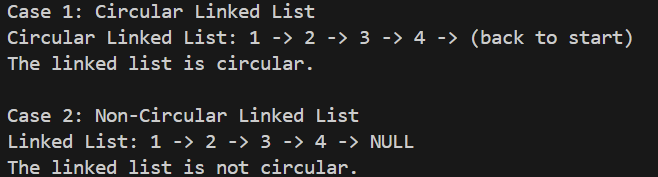 Case 1: Circular Linked List
Circular Linked List: 1 -> 2 -> 3 -> 4 -> (back to start)
The linked list is circular.
Case 2: Non-Circular Linked List
Linked List: 1 -> 2 -> 3 -> 4 -> NULL
The linked list is not circular.